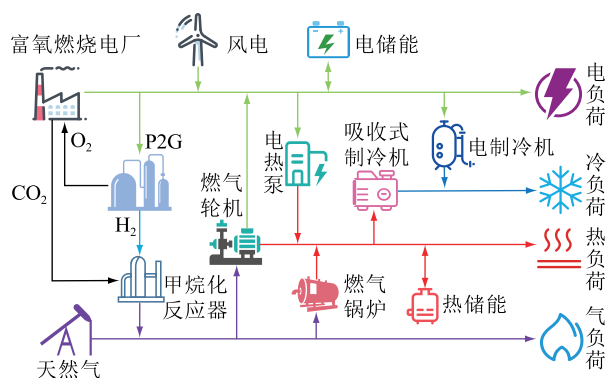 富氧燃烧电厂
风电
电储能
电
负
荷
O2
P2G
电
热
泵
吸收式
制冷机
电制冷机
CO2
燃气
轮机
冷
负
荷
H2
甲烷化
反应器
燃气
锅炉
热储能
热
负
荷
天然气
气
负
荷